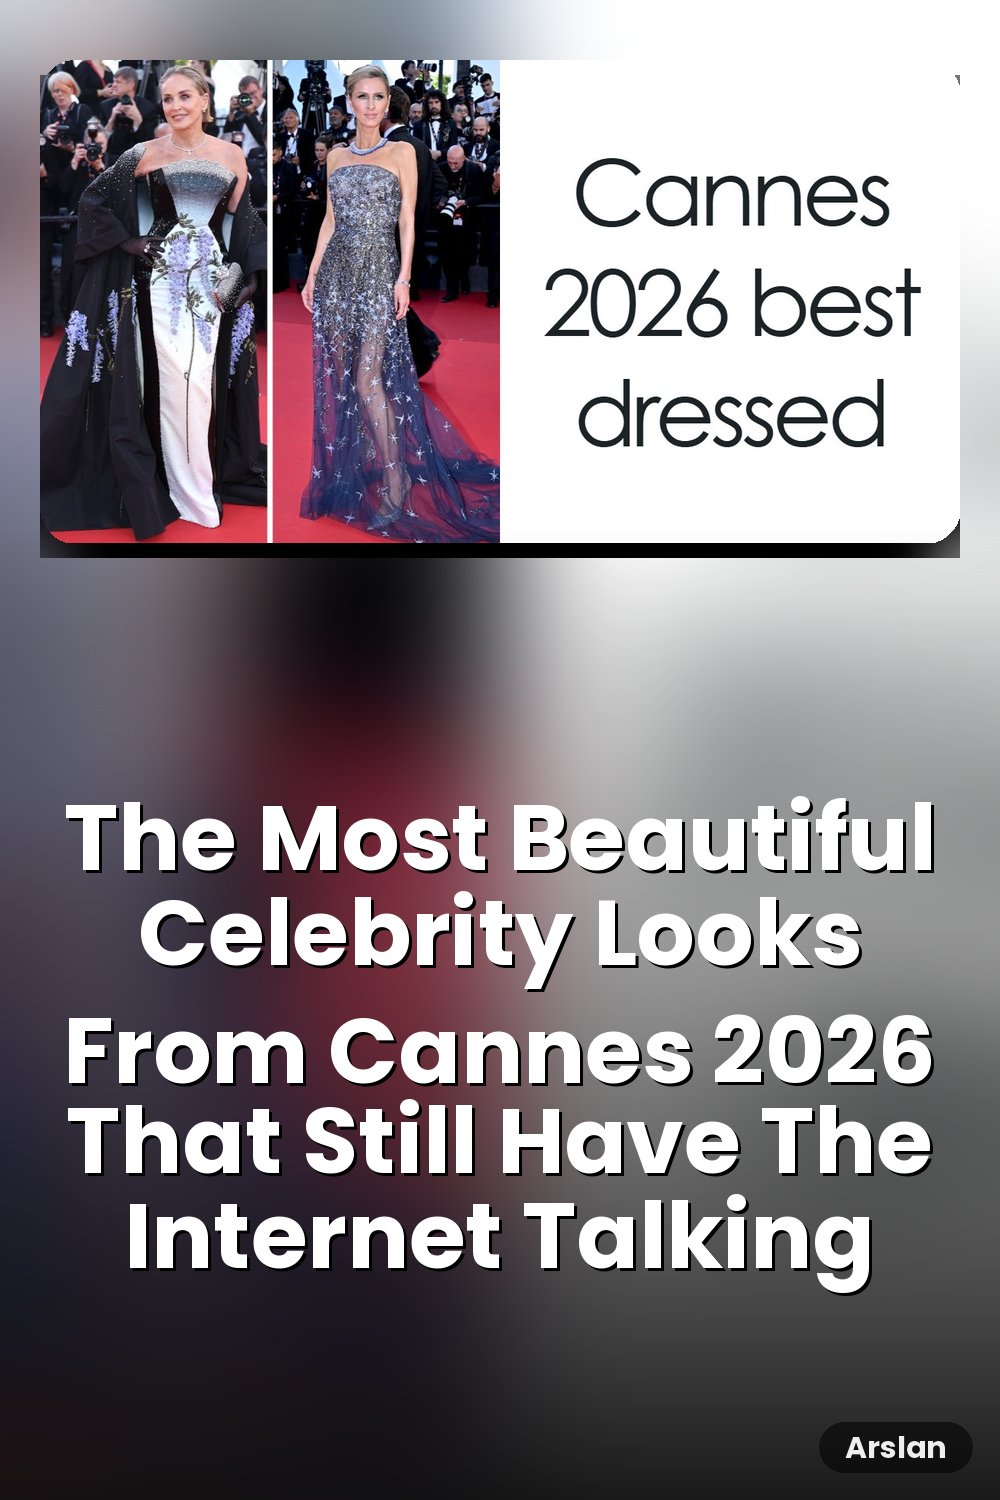 Cannes
2026 best
dressed
The Most Beautiful
Celebrity Looks
From Cannes 2026
That Still Have The
Internet Talking
Arslan